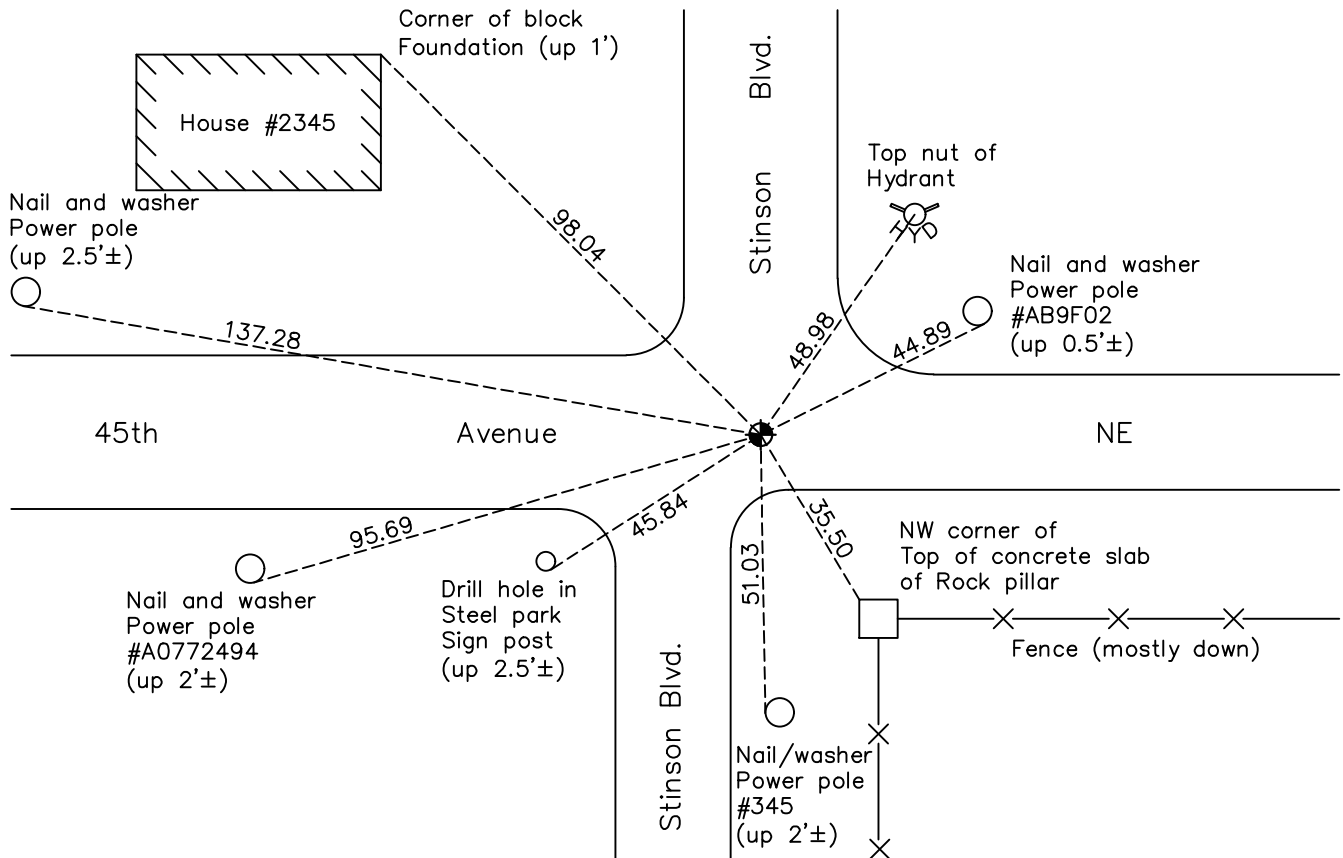 Corner of block
Foundation (up 1')
House #2345
Stinson Blvd.
Top nut of
Hydrant
HYD
Nail and washer
Power pole
(up 2.5'±)
98.04
Nail and washer
Power pole
#AB9F02
(up 0.5'±)
137.28
48.98
44.89
45th Avenue NE
95.69
45.84
51.03
35.50
NW corner of
Top of concrete slab
of Rock pillar
Nail and washer
Power pole
#A0772494
(up 2'±)
Drill hole in
Steel park
Sign post
(up 2.5'±)
Fence (mostly down)
Stinson Blvd.
Nail/washer
Power pole
#345
(up 2'±)